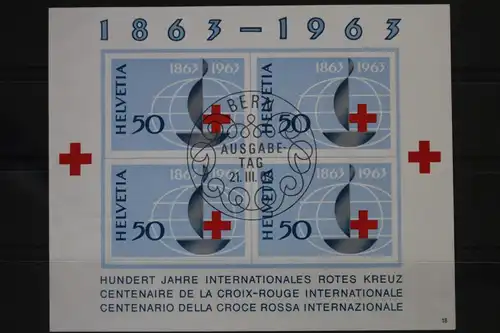 1863-1963
HELVETIA 50 1863 1963
HELVETIA 50 1863 1963
HELVETIA 50 1863 1963
HELVETIA 50 1863 1963
BERN
AUSGABE-
TAG
21. III. 63
HUNDERT JAHRE INTERNATIONALES ROTES KREUZ
CENTENAIRE DE LA CROIX-ROUGE INTERNATIONALE
CENTENARIO DELLA CROCE ROSSA INTERNAZIONALE